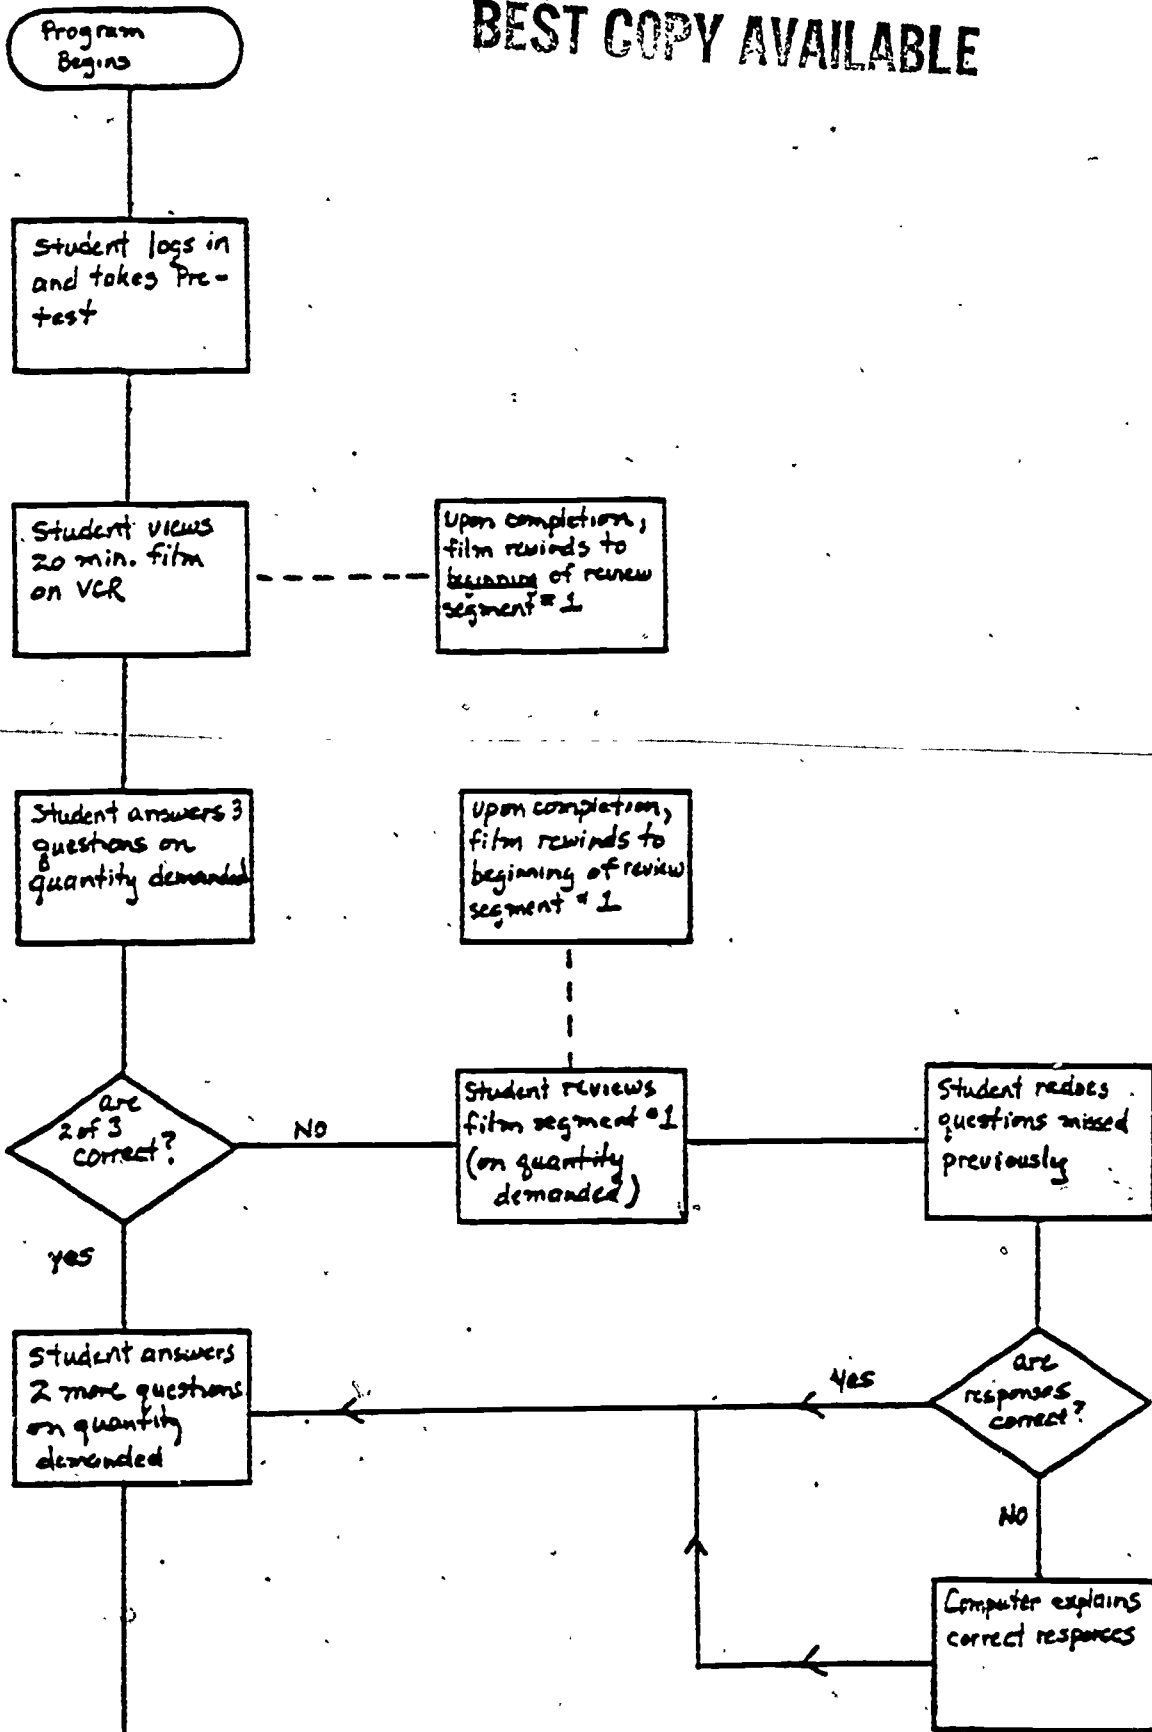 BEST COPY AVAILABLE
Program
Begins
Student logs in
and takes Pre-
test
Student views
20 min. film
on VCR
Upon completion,
film rewinds to
beginning of review
segment # 1
Student answers 3
questions on
quantity demanded
Upon completion,
film rewinds to
beginning of review
segment # 1
are
2 of 3
correct?
NO
Student reviews
film segment #1
(on quantity
demanded)
Student redoes
questions missed
previously
yes
Student answers
2 more questions
on quantity
demanded
Yes
are
responses
correct?
NO
Computer explains
correct responses